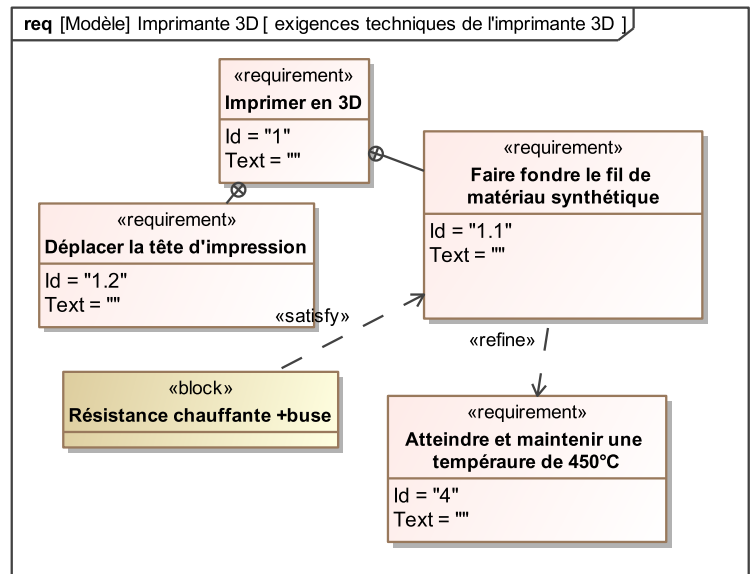 req [Modèle] Imprimante 3D [ exigences techniques de l'imprimante 3D ]
«requirement»
Imprimer en 3D
Id = "1"
Text = ""
«requirement»
Faire fondre le fil de
matériau synthétique
Id = "1.1"
Text = ""
«requirement»
Déplacer la tête d'impression
Id = "1.2"
Text = ""
«satisfy»
«refine»
«block»
Résistance chauffante +buse
«requirement»
Atteindre et maintenir une
tempéraure de 450°C
Id = "4"
Text = ""